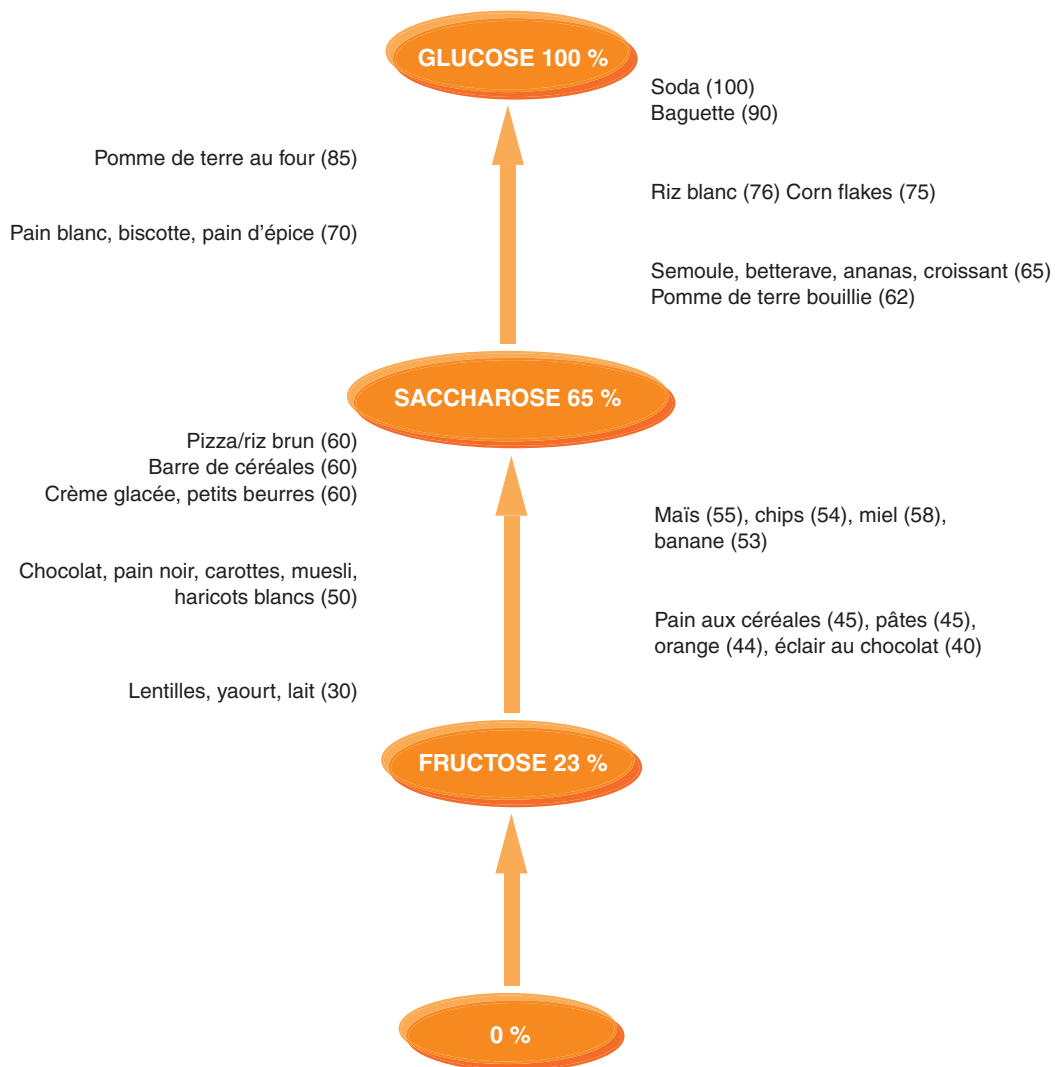 GLUCOSE 100 %
Soda (100)
Baguette (90)
Pomme de terre au four (85)
Riz blanc (76) Corn flakes (75)
Pain blanc, biscotte, pain d'épice (70)
Semoule, betterave, ananas, croissant (65)
Pomme de terre bouillie (62)
SACCHAROSE 65 %
Pizza/riz brun (60)
Barre de céréales (60)
Crème glacée, petits beurres (60)
Maïs (55), chips (54), miel (58),
banane (53)
Chocolat, pain noir, carottes, muesli,
haricots blancs (50)
Pain aux céréales (45), pâtes (45),
orange (44), éclair au chocolat (40)
Lentilles, yaourt, lait (30)
FRUCTOSE 23 %
0 %